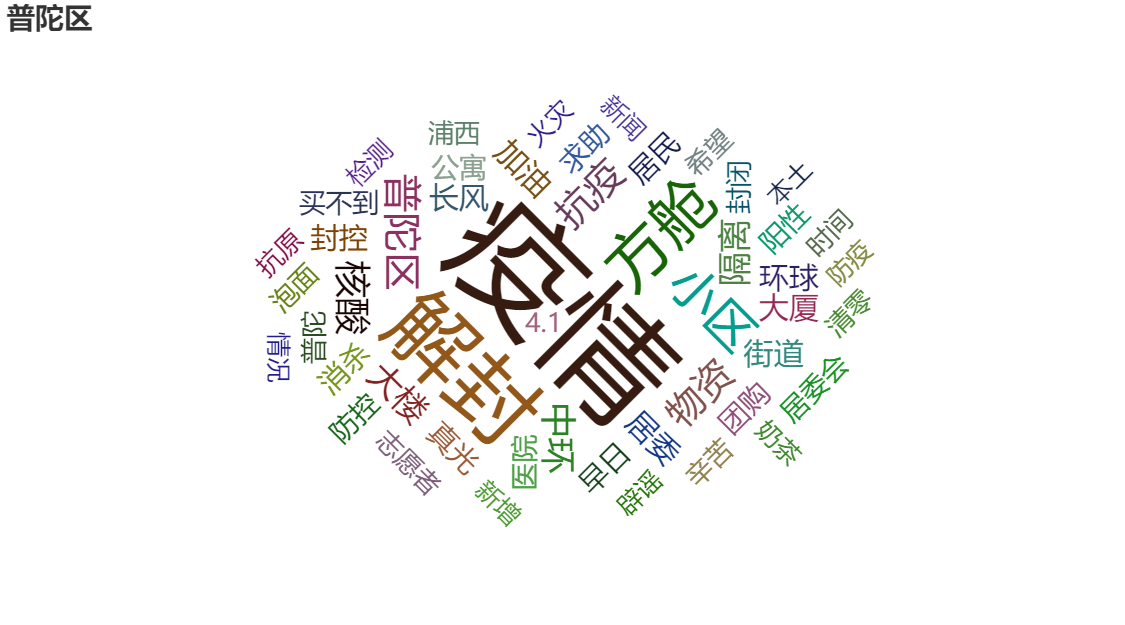 普陀区
新闻
火灾
浦西
求助
居民
希望
检测
公寓
加油
抗疫
封闭
本土
买不到
普陀区
长风
方舱
阳性
时间
抗原
封控
疫情
隔离
防疫
泡面
核酸
小区
环球
大厦
清零
4.1
情况
普陀
解封
街道
消杀
大楼
物资
居委会
防控
团购
志愿者
真光
中环
居委
奶茶
医院
早日
辛苦
新增
辟谣